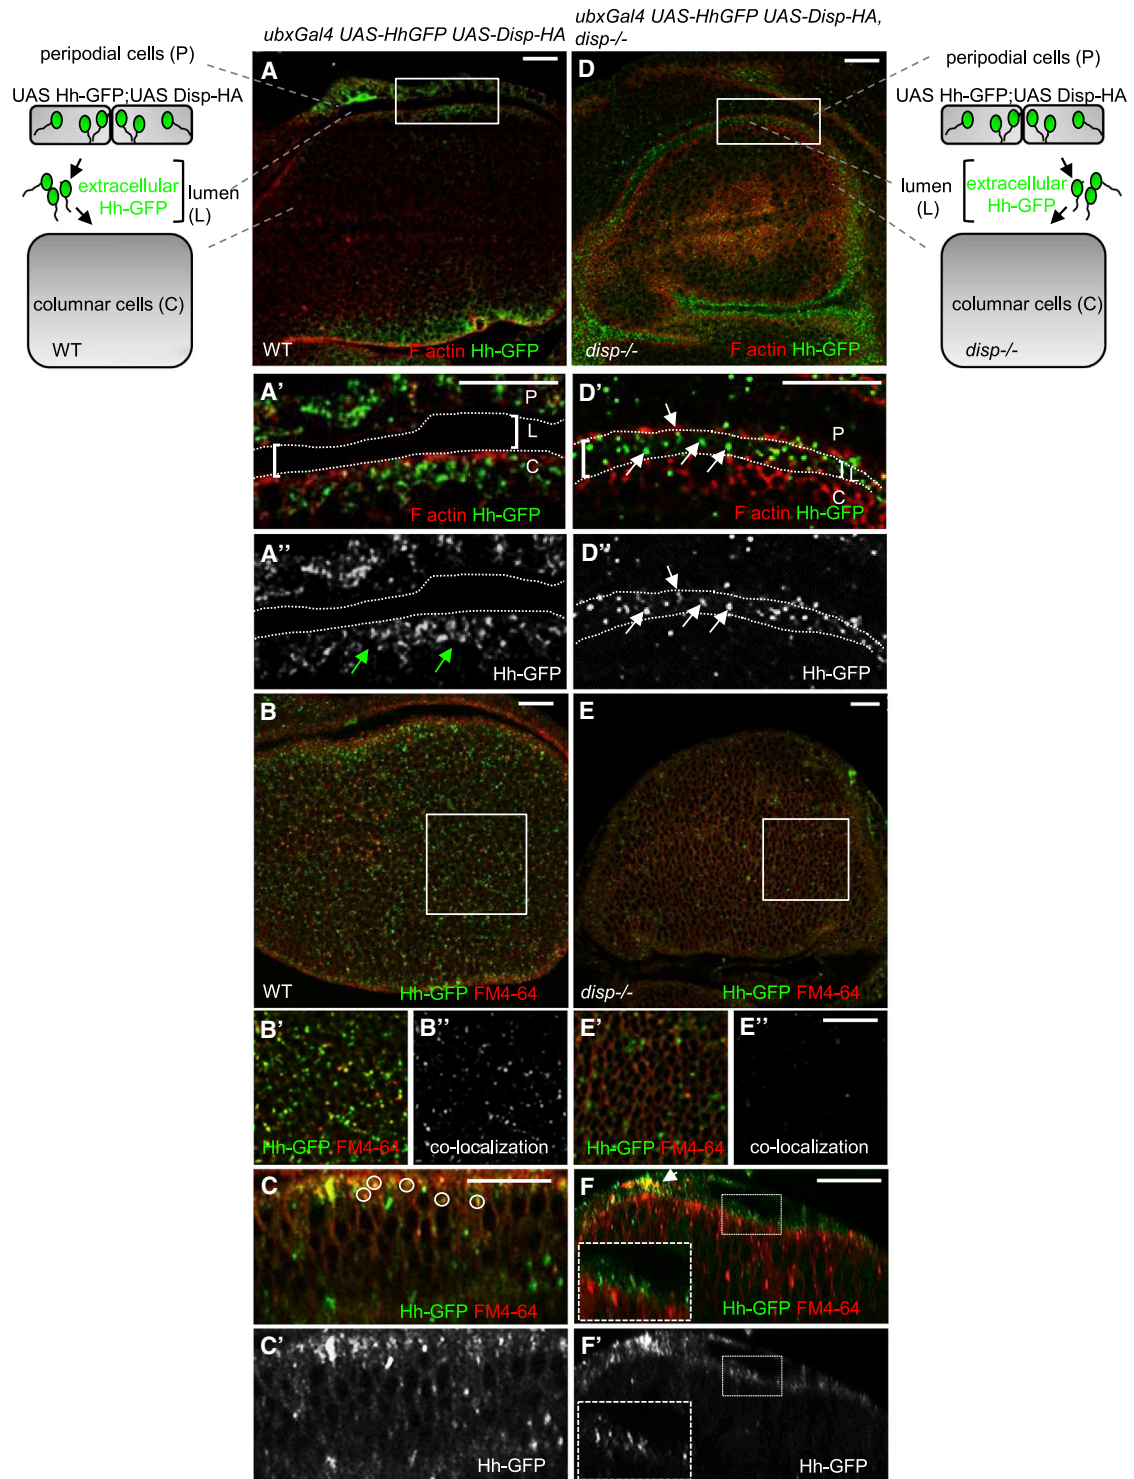 ubxGal4 UAS-HhGFP UAS-Disp-HA
ubxGal4 UAS-HhGFP UAS-Disp-HA,
disp-/-
peripodial cells (P)
UAS Hh-GFP;UAS Disp-HA
extracellular
Hh-GFP
lumen
(L)
columnar cells (C)
WT
A
WT
F actin Hh-GFP
D
disp-/-
F actin Hh-GFP
peripodial cells (P)
UAS Hh-GFP;UAS Disp-HA
lumen
(L)
extracellular
Hh-GFP
columnar cells (C)
disp-/-
A'
P
L
C
F actin Hh-GFP
D'
P
L
C
F actin Hh-GFP
A''
Hh-GFP
D''
Hh-GFP
B
WT
Hh-GFP FM4-64
E
disp-/-
Hh-GFP FM4-64
B'
Hh-GFP FM4-64
B''
co-localization
E'
Hh-GFP FM4-64
E''
co-localization
C
Hh-GFP FM4-64
F
Hh-GFP FM4-64
C'
Hh-GFP
F'
Hh-GFP